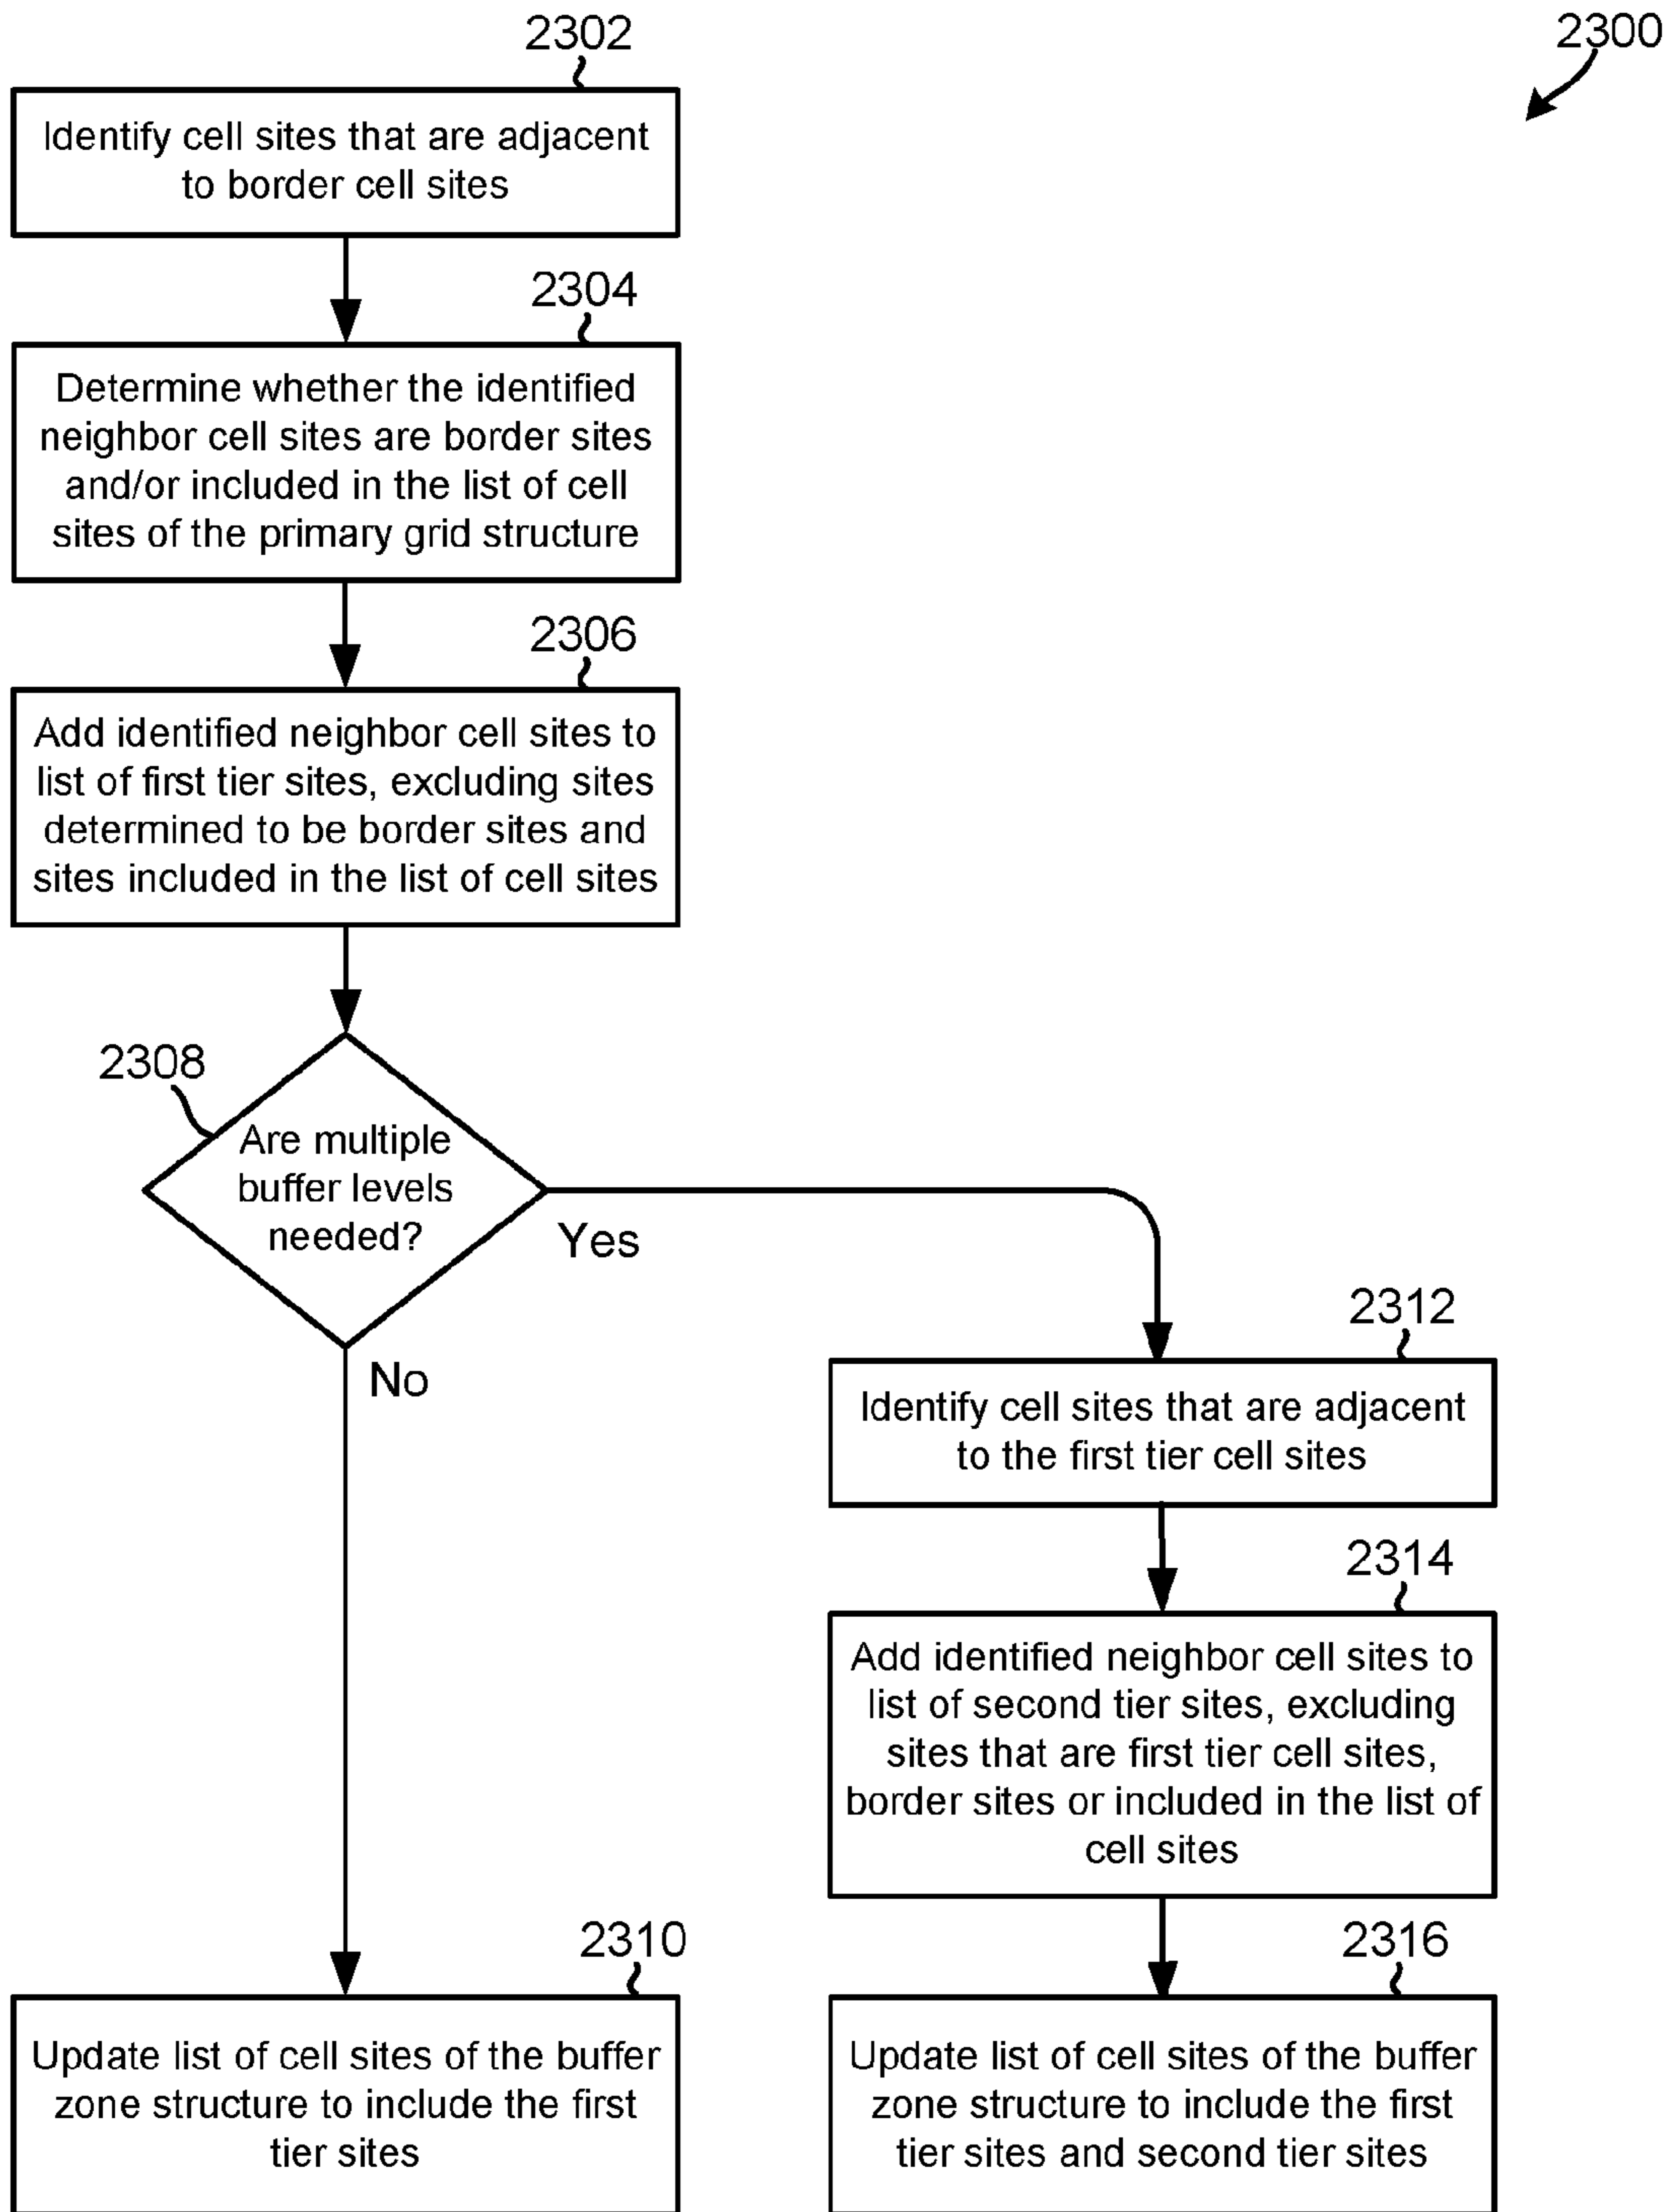 2302
2300
Identify cell sites that are adjacent
to border cell sites
2304
Determine whether the identified
neighbor cell sites are border sites
and/or included in the list of cell
sites of the primary grid structure
2306
Add identified neighbor cell sites to
list of first tier sites, excluding sites
determined to be border sites and
sites included in the list of cell sites
2308
Are multiple
buffer levels
needed?
Yes
No
2312
Identify cell sites that are adjacent
to the first tier cell sites
2314
Add identified neighbor cell sites to
list of second tier sites, excluding
sites that are first tier cell sites,
border sites or included in the list of
cell sites
2310
Update list of cell sites of the buffer
zone structure to include the first
tier sites
2316
Update list of cell sites of the buffer
zone structure to include the first
tier sites and second tier sites